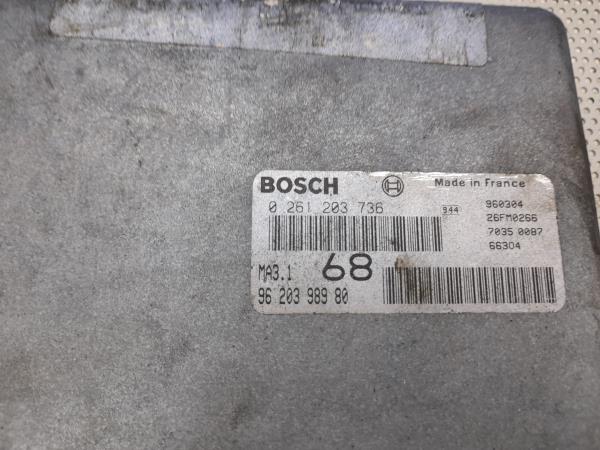 BOSCH
Made in France
0 261 203 736
944
960304
26FM0266
7035 0087
66304
MA3.1
68
96 203 989 80